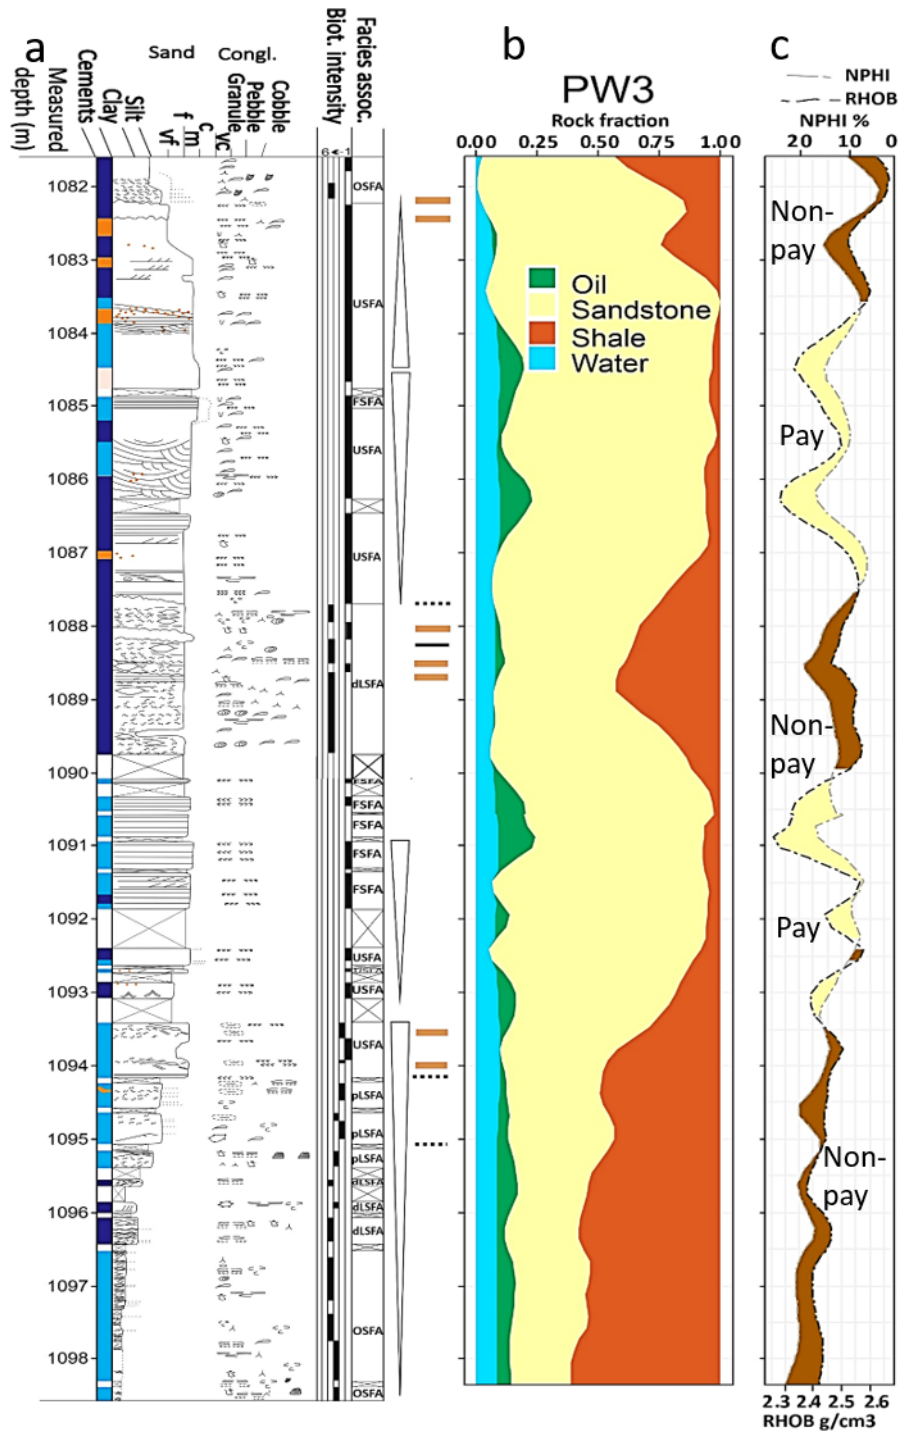 a
b
c
Sand
Congl.
Measured
depth (m)
Cements
Clay
Silt
vf
f
m
c
vc
Granule
Pebble
Cobble
Biot. intensity
Facies assoc.
6<-1
PW3
Rock fraction
0.0
0.25
0.50
0.75
1.00
NPHI
RHOB
NPHI %
20
10
0
1082
1083
1084
1085
1086
1087
1088
1089
1090
1091
1092
1093
1094
1095
1096
1097
1098
OSFA
USFA
FSFA
USFA
USFA
dLSFA
FSFA
FSFA
FSFA
FSFA
FSFA
USFA
USFA
USFA
USFA
pLSFA
pLSFA
pLSFA
dLSFA
dLSFA
dLSFA
OSFA
OSFA
Oil
Sandstone
Shale
Water
Non-
pay
Pay
Non-
pay
Pay
Non-
pay
2.3
2.4
2.5
2.6
RHOB g/cm3